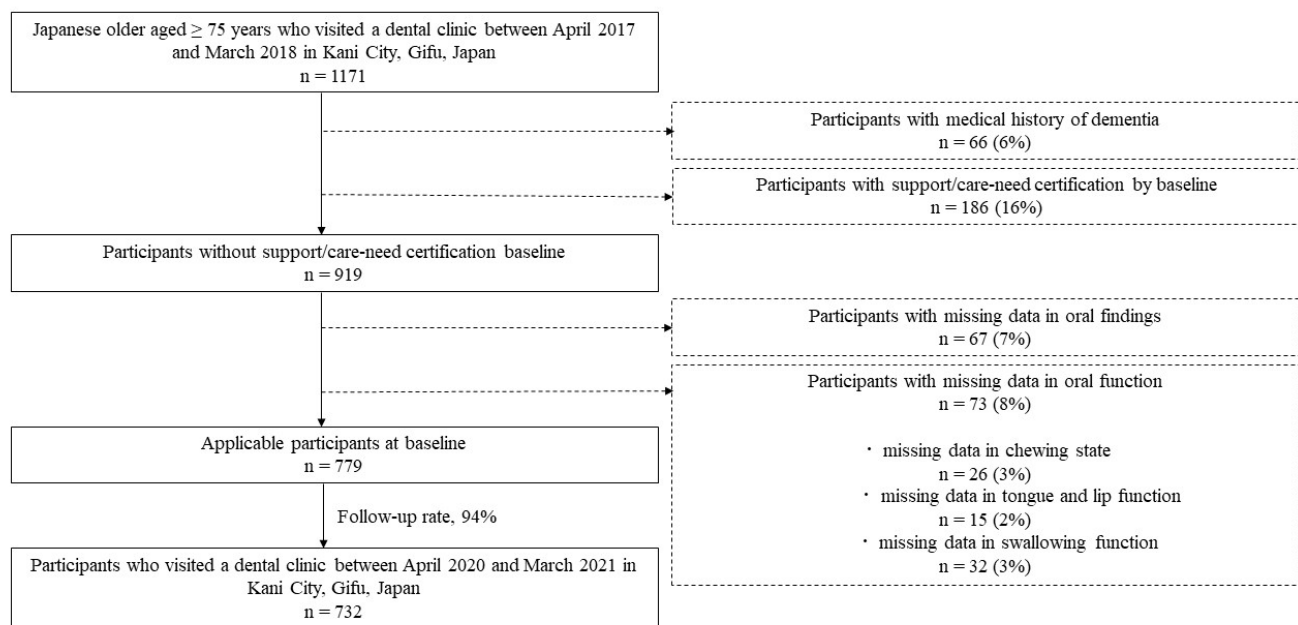 Japanese older aged ≥ 75 years who visited a dental clinic between April 2017
and March 2018 in Kani City, Gifu, Japan
n = 1171
Participants with medical history of dementia
n = 66 (6%)
Participants with support/care-need certification by baseline
n = 186 (16%)
Participants without support/care-need certification baseline
n = 919
Participants with missing data in oral findings
n = 67 (7%)
Participants with missing data in oral function
n = 73 (8%)
・ missing data in chewing state
n = 26 (3%)
・ missing data in tongue and lip function
n = 15 (2%)
・ missing data in swallowing function
n = 32 (3%)
Applicable participants at baseline
n = 779
Follow-up rate, 94%
Participants who visited a dental clinic between April 2020 and March 2021 in
Kani City, Gifu, Japan
n = 732